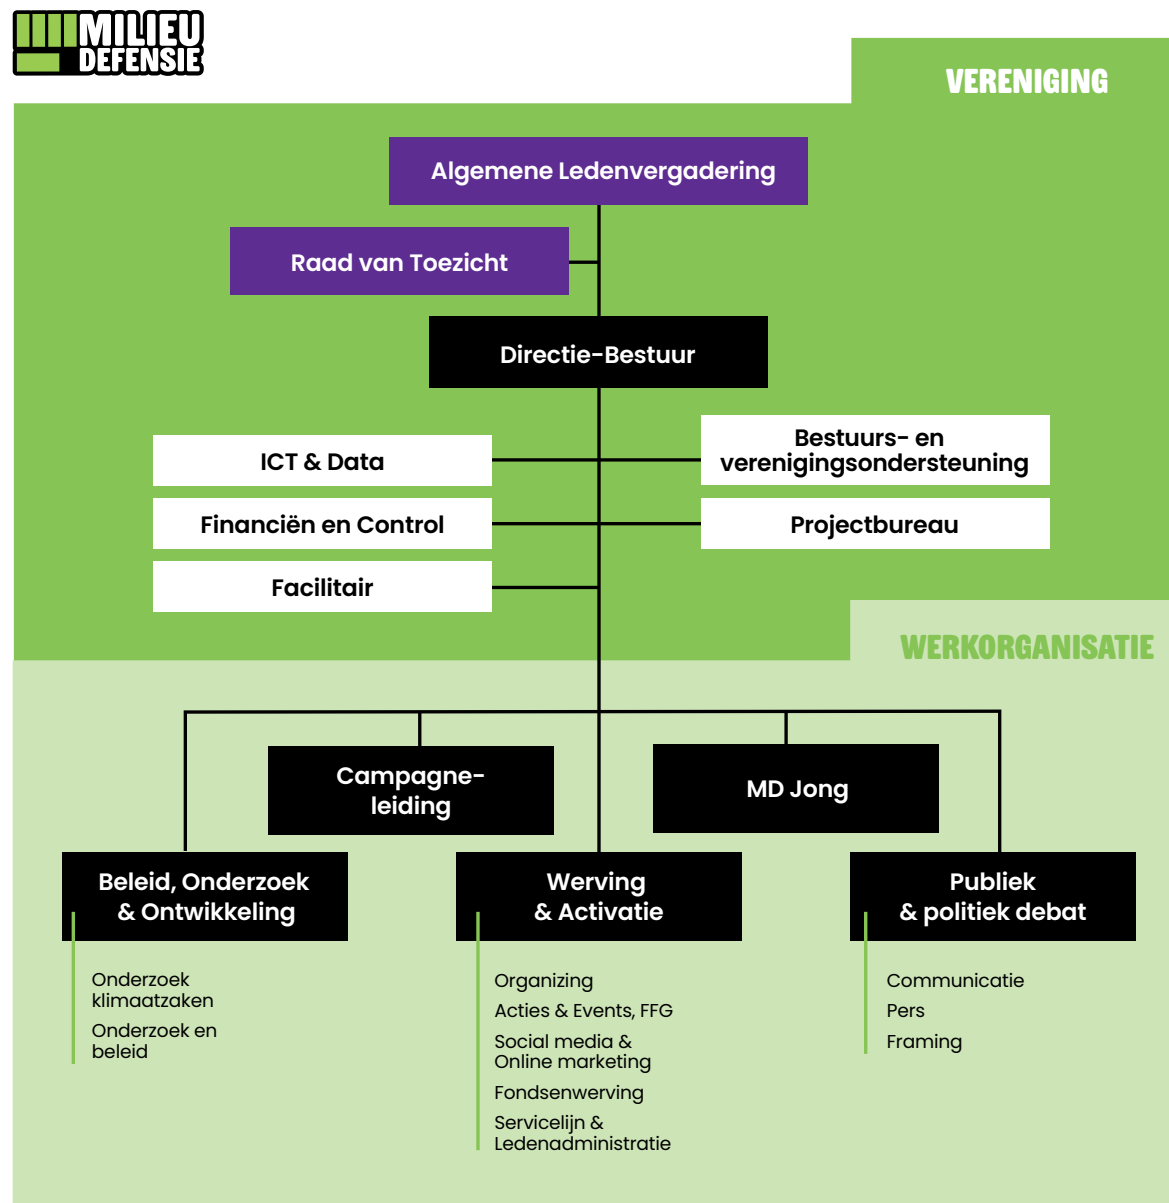 MILIEU
DEFENSIE
VERENIGING
Algemene Ledenvergadering
Raad van Toezicht
Directie-Bestuur
ICT & Data
Bestuurs- en
verenigingsondersteuning
Financiën en Control
Projectbureau
Facilitair
WERKORGANISATIE
Campagne-
leiding
MD Jong
Beleid, Onderzoek
& Ontwikkeling
Onderzoek
klimaatzaken
Onderzoek en
beleid
Werving
& Activatie
Organizing
Acties & Events, FFG
Social media &
Online marketing
Fondsenwerving
Servicelijn &
Ledenadministratie
Publiek
& politiek debat
Communicatie
Pers
Framing